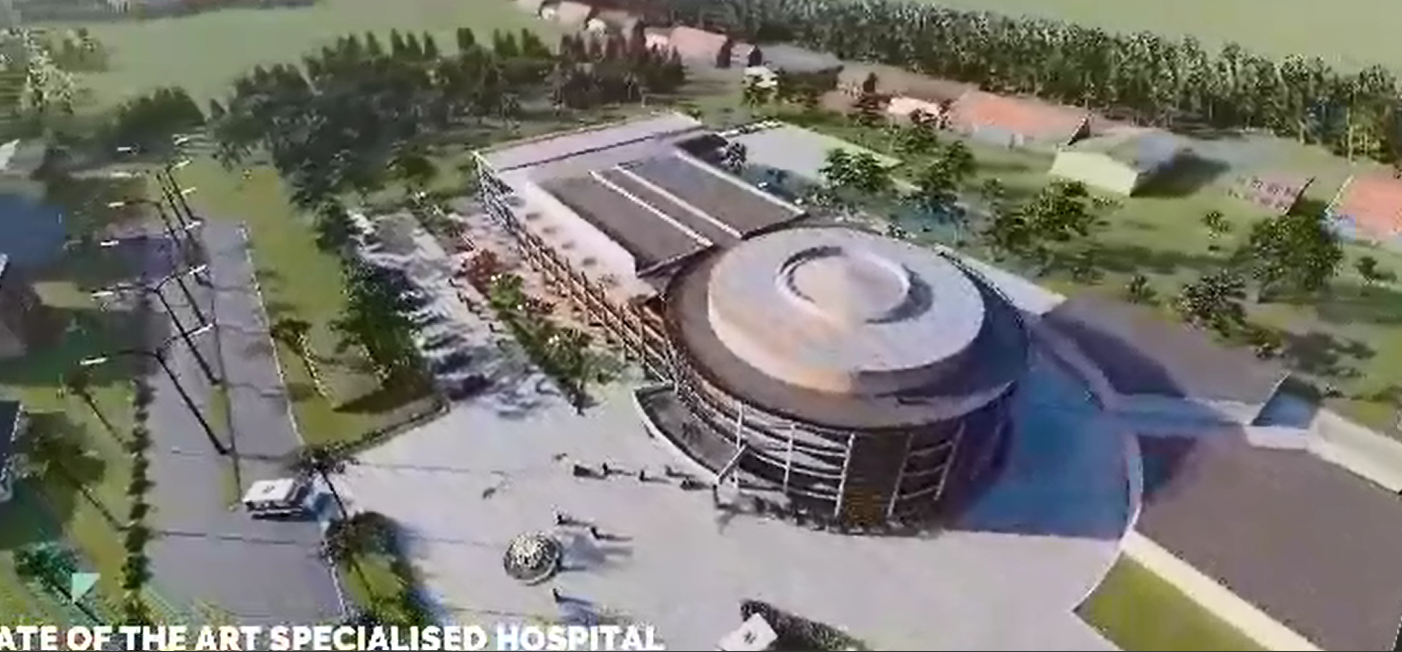 ATE OF THE ART SPECIALISED HOSPITAL